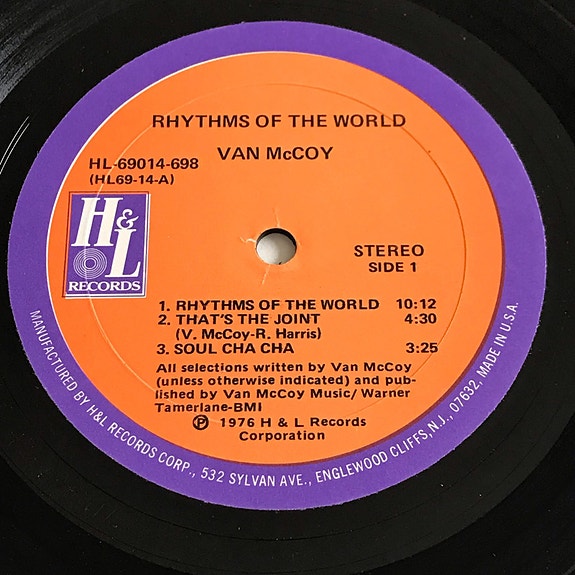 RHYTHMS OF THE WORLD
VAN McCOY
HL-69014-698
(HL69-14-A)
H&L
RECORDS
STEREO
SIDE 1
1. RHYTHMS OF THE WORLD 10:12
2. THAT'S THE JOINT 4:30
(V. McCoy-R. Harris)
3. SOUL CHA CHA 3:25
All selections written by Van McCoy
(unless otherwise indicated) and pub-
lished by Van McCoy Music/ Warner
Tamerlane-BMI
℗ 1976 H & L Records
Corporation
MANUFACTURED BY H&L RECORDS CORP., 532 SYLVAN AVE., ENGLEWOOD CLIFFS, N.J., 07632. MADE IN U.S.A.